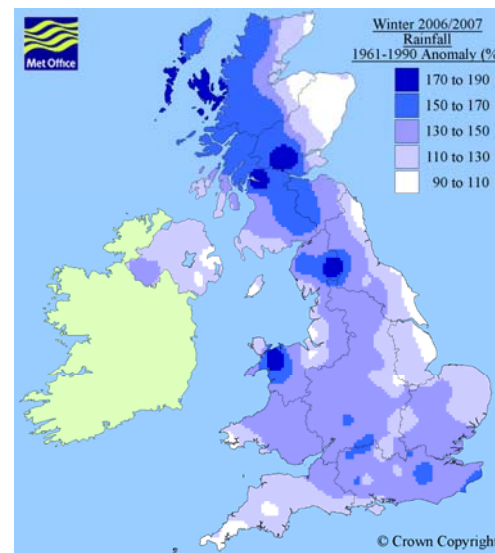 Met Office
Winter 2006/2007
Rainfall
1961-1990 Anomaly (%
170 to 190
150 to 170
130 to 150
110 to 130
90 to 110
© Crown Copyright